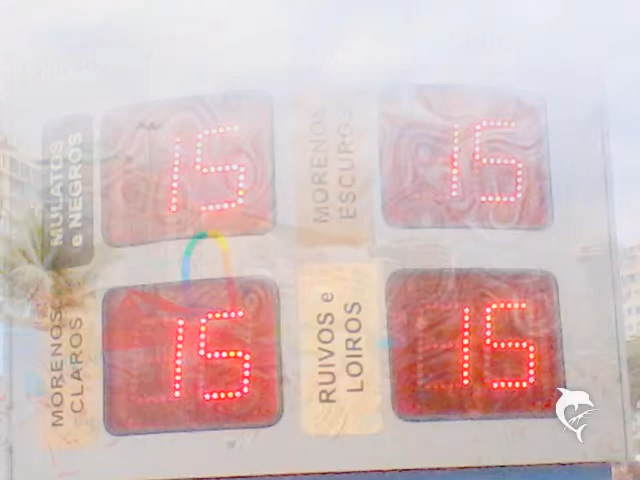 MULATOS
e NEGROS
15
MORENOS
ESCUROS
15
MORENOS
CLAROS
15
RUIVOS e
LOIROS
15